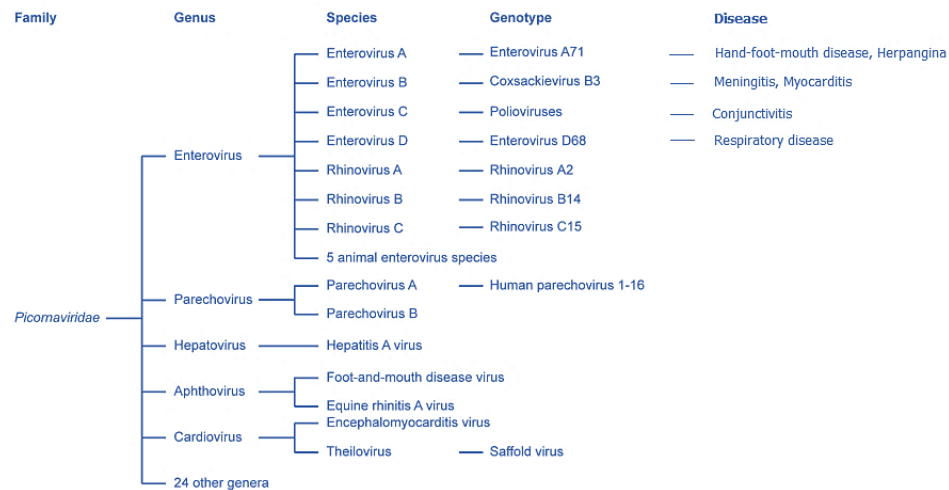 Family Genus Species Genotype Disease
Enterovirus A Enterovirus A71 Hand-foot-mouth disease, Herpangina
Enterovirus B Coxsackievirus B3 Meningitis, Myocarditis
Enterovirus C Polioviruses Conjunctivitis
Enterovirus D Enterovirus D68 Respiratory disease
Enterovirus
Rhinovirus A Rhinovirus A2
Rhinovirus B Rhinovirus B14
Rhinovirus C Rhinovirus C15
5 animal enterovirus species
Parechovirus A Human parechovirus 1-16
Parechovirus
Parechovirus B
Picornaviridae
Hepatovirus Hepatitis A virus
Foot-and-mouth disease virus
Aphthovirus
Equine rhinitis A virus
Encephalomyocarditis virus
Cardiovirus
Theilovirus Saffold virus
24 other genera